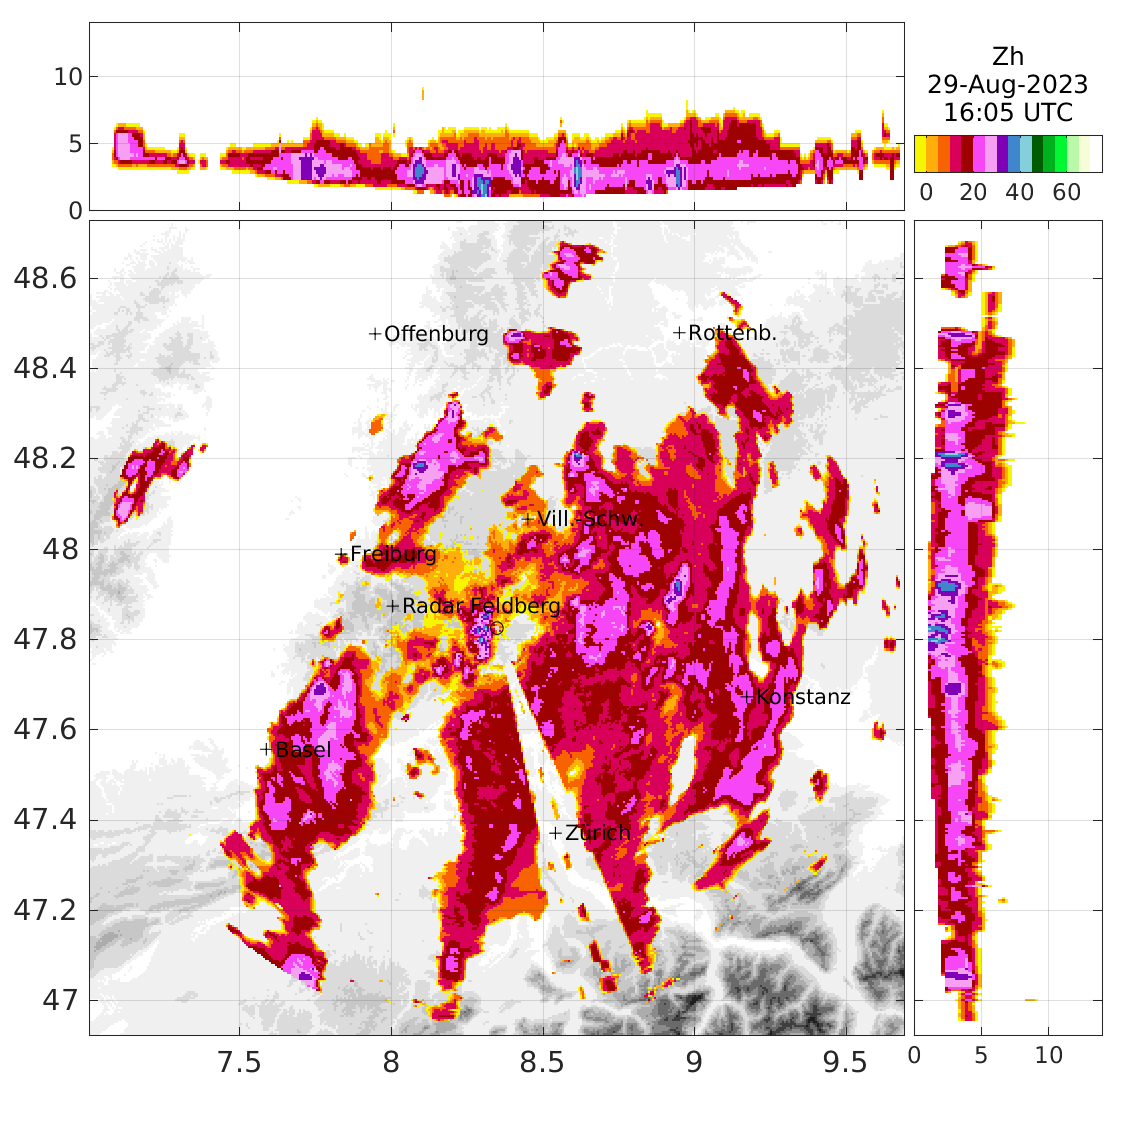 10
5
0
Zh
29-Aug-2023
16:05 UTC
0 20 40 60
48.6
48.4
48.2
48
47.8
47.6
47.4
47.2
47
+Offenburg
+Rottenb.
+Vill.-Schw.
+Freiburg
+Radar Feldberg
+Konstanz
+Basel
+Zürich
7.5 8 8.5 9 9.5
0 5 10